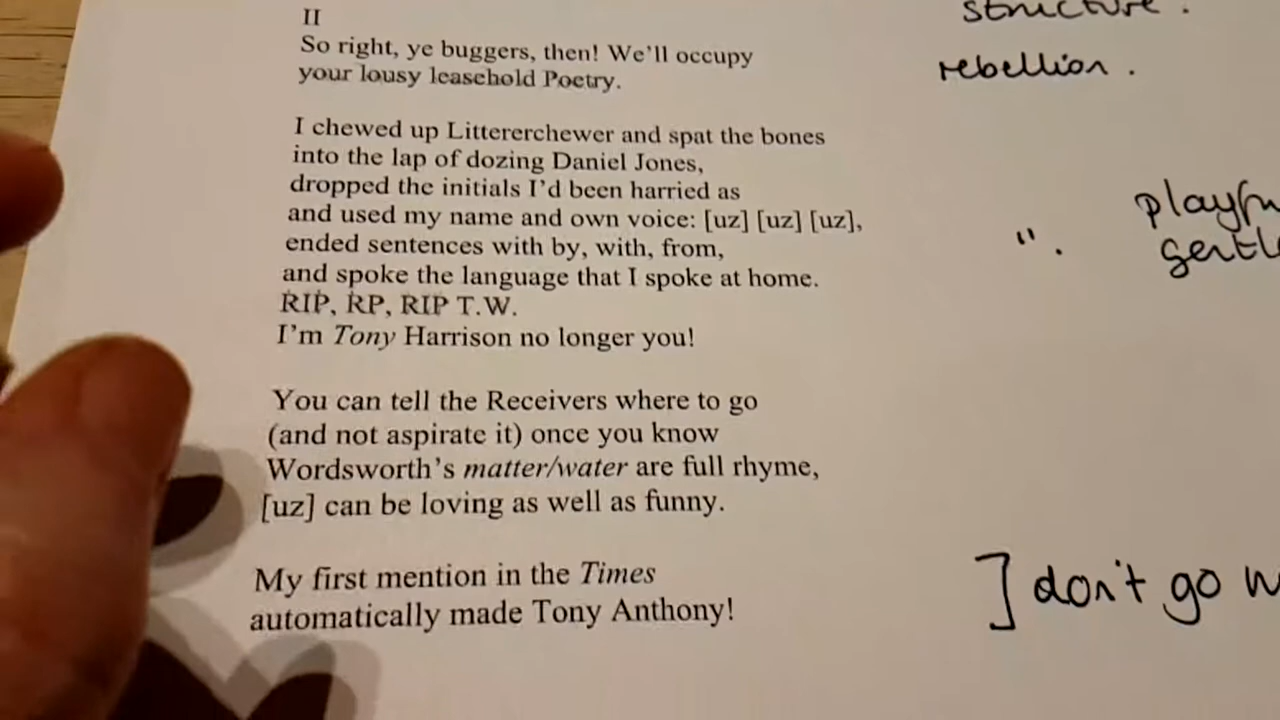 II
So right, ye buggers, then! We'll occupy
your lousy leasehold Poetry.
I chewed up Littererchewer and spat the bones
into the lap of dozing Daniel Jones,
dropped the initials I'd been harried as
and used my name and own voice: [uz] [uz] [uz],
ended sentences with by, with, from,
and spoke the language that I spoke at home.
RIP, RP, RIP T.W.
I'm Tony Harrison no longer you!
You can tell the Receivers where to go
(and not aspirate it) once you know
Wordsworth's matter/water are full rhyme,
[uz] can be loving as well as funny.
My first mention in the Times
automatically made Tony Anthony!
structure.
rebellion.
".
] don't go